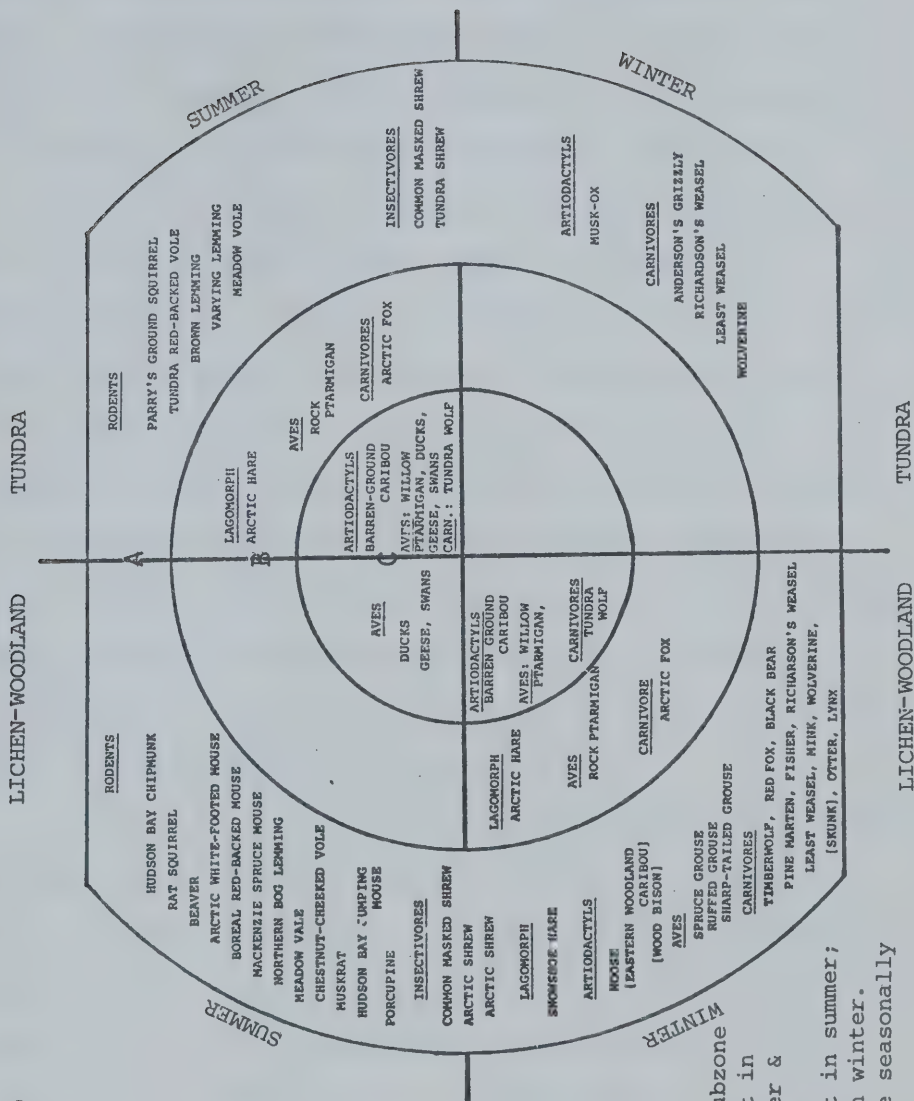 LICHEN-WOODLAND
TUNDRA
SUMMER
SUMMER
RODENTS
HUDSON BAY CHIPMUNK
RAT SQUIRREL
BEAVER
ARCTIC WHITE-FOOTED MOUSE
BOREAL RED-BACKED MOUSE
MACKENZIE SPRUCE MOUSE
NORTHERN BOG LEMMING
MEADOW VALE
CHESTNUT-CHEEKED VOLE
MUSKRAT
HUDSON BAY JUMPING
MOUSE
PORCUPINE
INSECTIVORES
COMMON MASKED SHREW
ARCTIC SHREW
ARCTIC SHREW
LAGOMORPH
SNOWSHOE HARE
ARTIODACTYLS
MOOSE
[EASTERN WOODLAND
CARIBOU]
[WOOD BISON]
AVES
SPRUCE GROUSE
RUFFED GROUSE
SHARP-TAILED GROUSE
CARNIVORES
TIMBERWOLF, RED FOX, BLACK BEAR
PINE MARTEN, FISHER, RICHARSON'S WEASEL
LEAST WEASEL, MINK, WOLVERINE,
[SKUNK], OTTER, LYNX
LAGOMORPH
ARCTIC HARE
AVES
ROCK PTARMIGAN
CARNIVORE
ARCTIC FOX
AVES
DUCKS
GEESE, SWANS
ARTIODACTYLS
BARREN GROUND
CARIBOU
AVES: WILLOW
PTARMIGAN,
CARNIVORES
TUNDRA
WOLF
A
B
C
RODENTS
PARRY'S GROUND SQUIRREL
TUNDRA RED-BACKED VOLE
BROWN LEMMING
VARYING LEMMING
MEADOW VOLE
INSECTIVORES
COMMON MASKED SHREW
TUNDRA SHREW
LAGOMORPH
ARCTIC HARE
AVES
ROCK
PTARMIGAN
CARNIVORES
ARCTIC FOX
ARTIODACTYLS
BARREN-GROUND
CARIBOU
AVES: WILLOW
PTARMIGAN, DUCKS,
GEESE, SWANS
CARN.: TUNDRA WOLF
ARTIODACTYLS
MUSK-OX
CARNIVORES
ANDERSON'S GRIZZLY
RICHARDSON'S WEASEL
LEAST WEASEL
WOLVERINE
WINTER
WINTER
LICHEN-WOODLAND
TUNDRA
in
er &
in summer;
winter.
seasonally